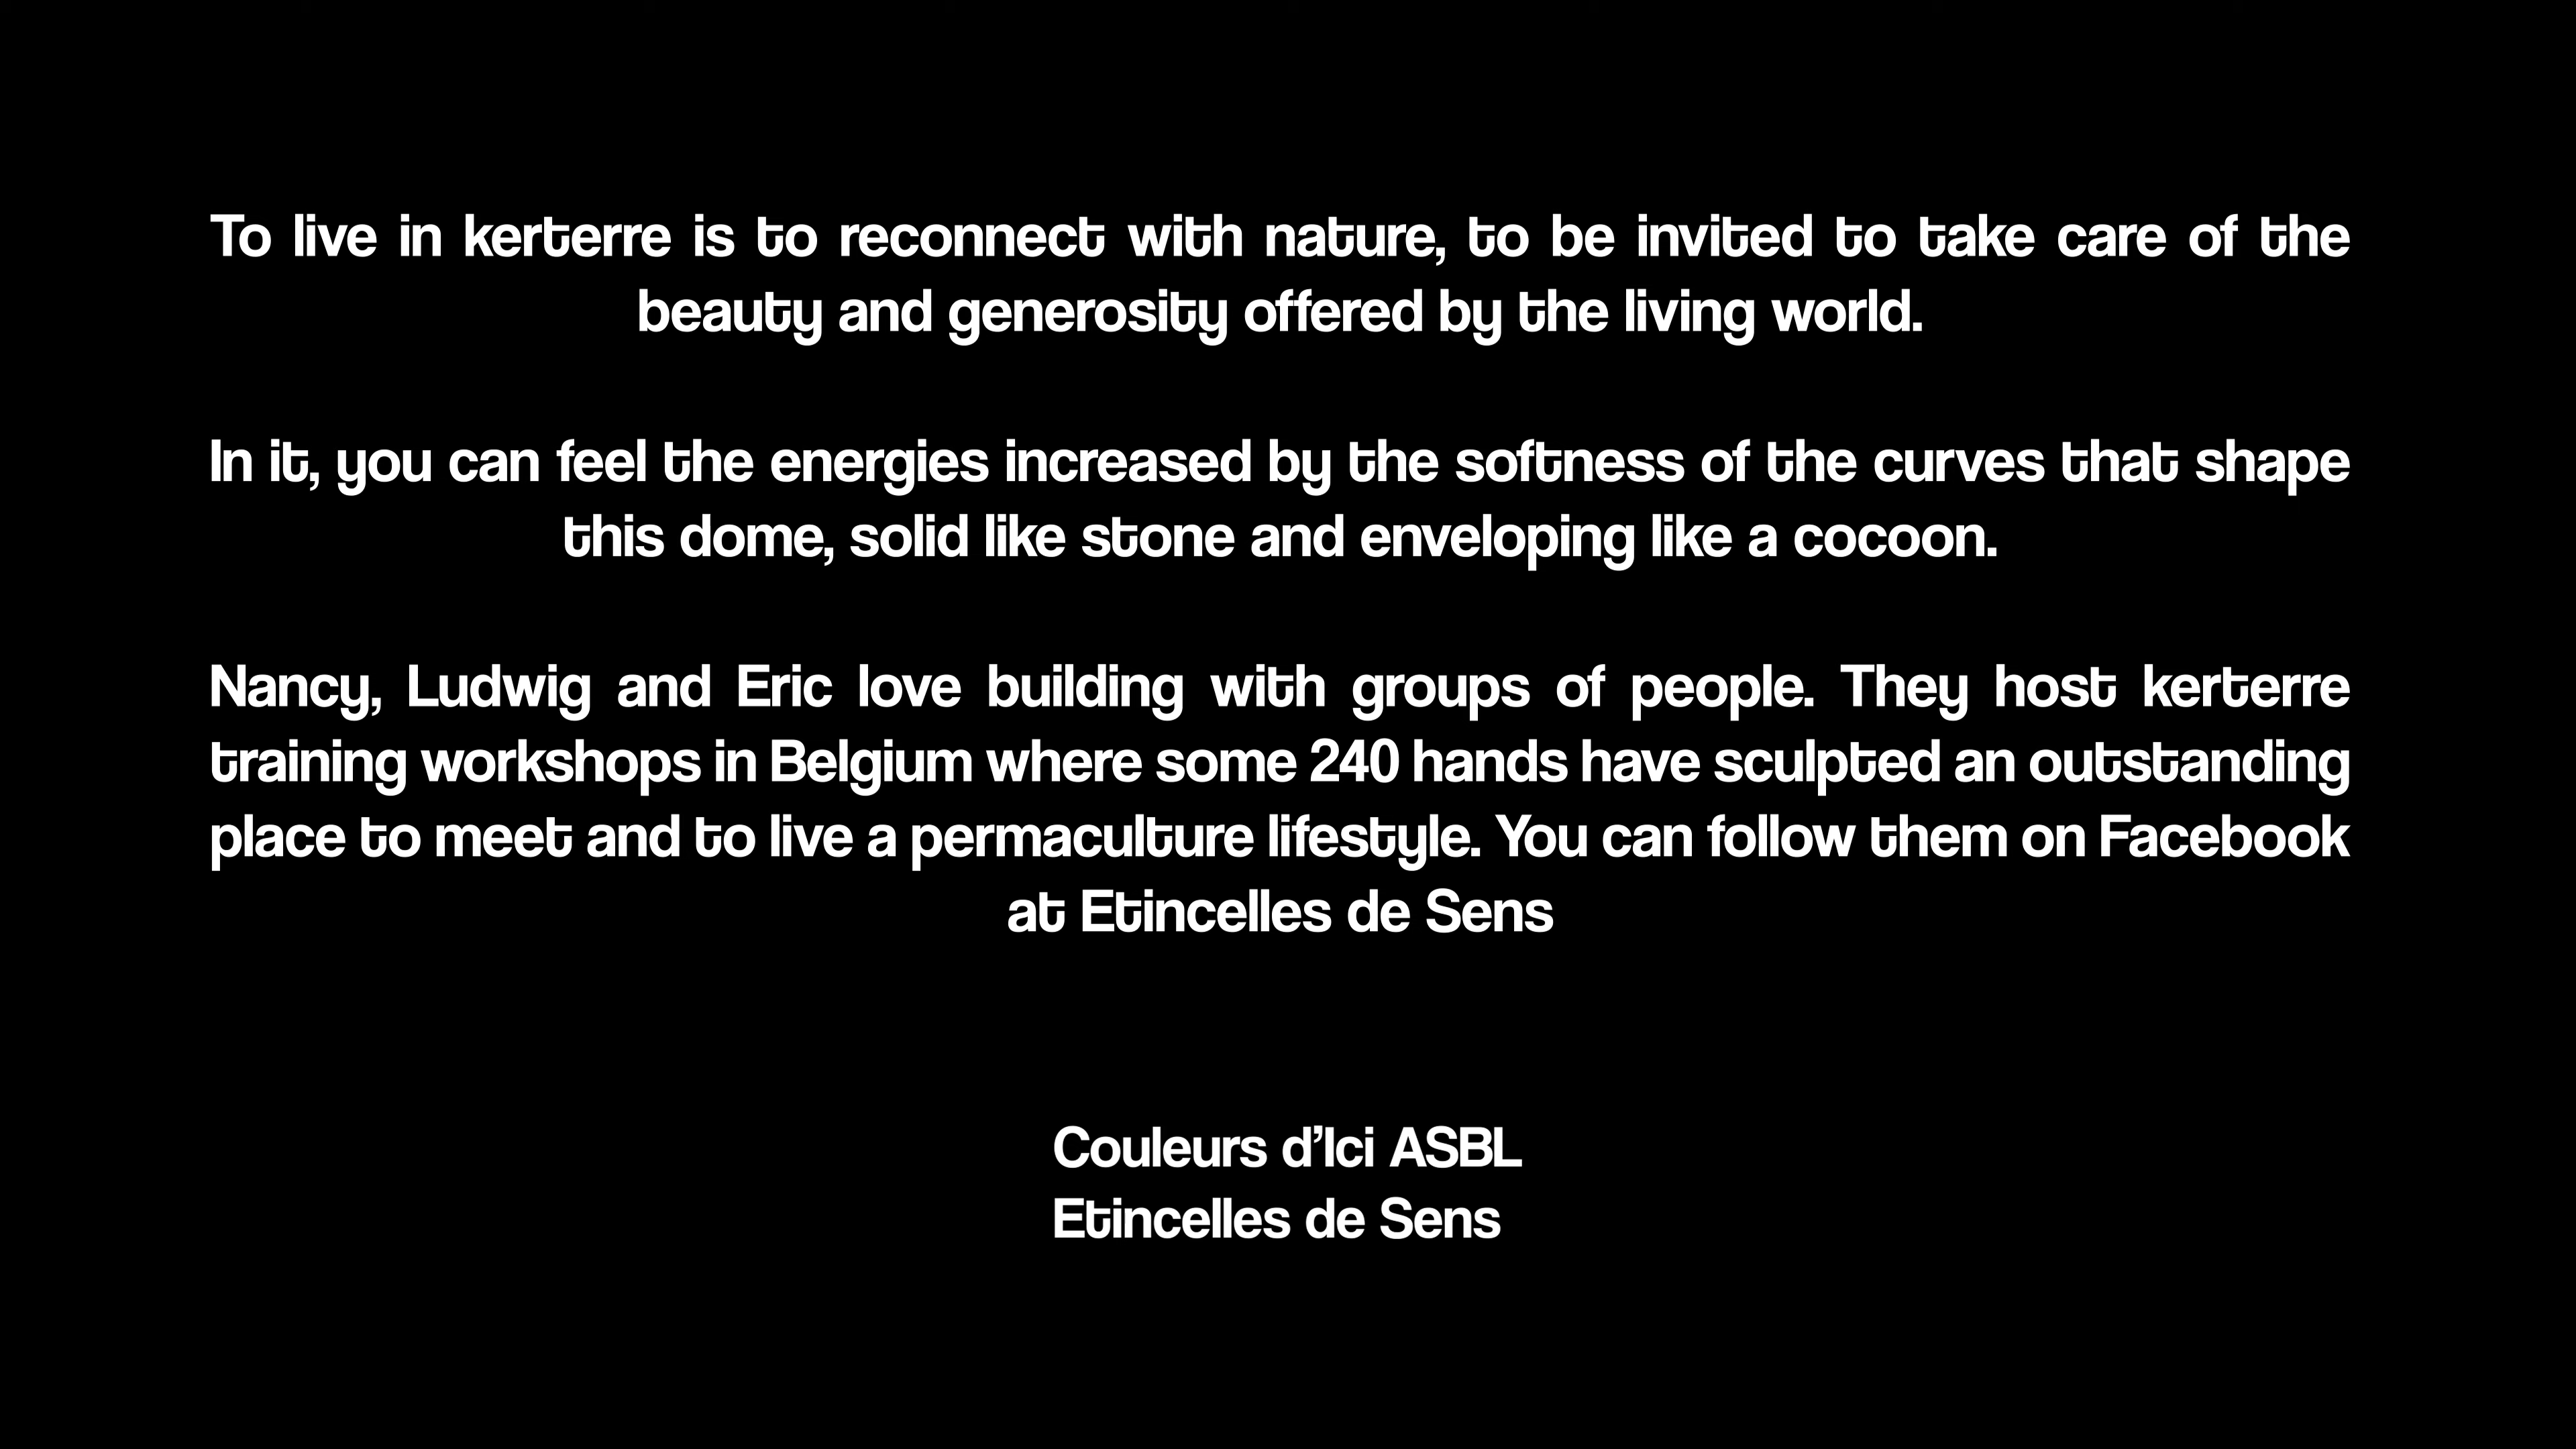 To live in kerterre is to reconnect with nature, to be invited to take care of the
beauty and generosity offered by the living world.
In it, you can feel the energies increased by the softness of the curves that shape
this dome, solid like stone and enveloping like a cocoon.
Nancy, Ludwig and Eric love building with groups of people. They host kerterre
training workshops in Belgium where some 240 hands have sculpted an outstanding
place to meet and to live a permaculture lifestyle. You can follow them on Facebook
at Etincelles de Sens
Couleurs d’Ici ASBL
Etincelles de Sens